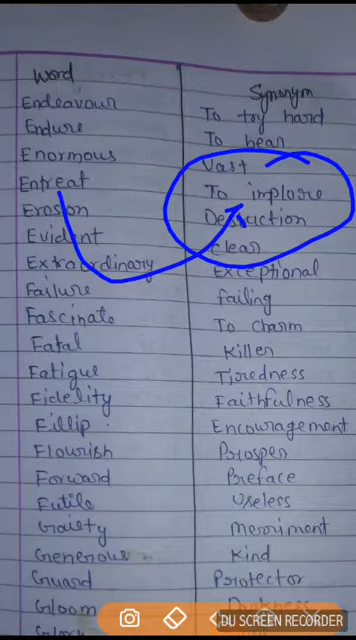 Word Synonym
Endeavour To try hard
Endure To bear
Enormous Vast
Entreat To implore
Erosion Destruction
Evident Clear
Extraordinary Exceptional
Failure failing
Fascinate To charm
Fatal Killer
Fatigue Tiredness
Fidelity Faithfulness
Fillip Encouragement
Flourish Prosper
Forward Preface
Futile Useless
Gaiety Merriment
Generous Kind
Guard Protector
Gloom Darkness
DU SCREEN RECORDER